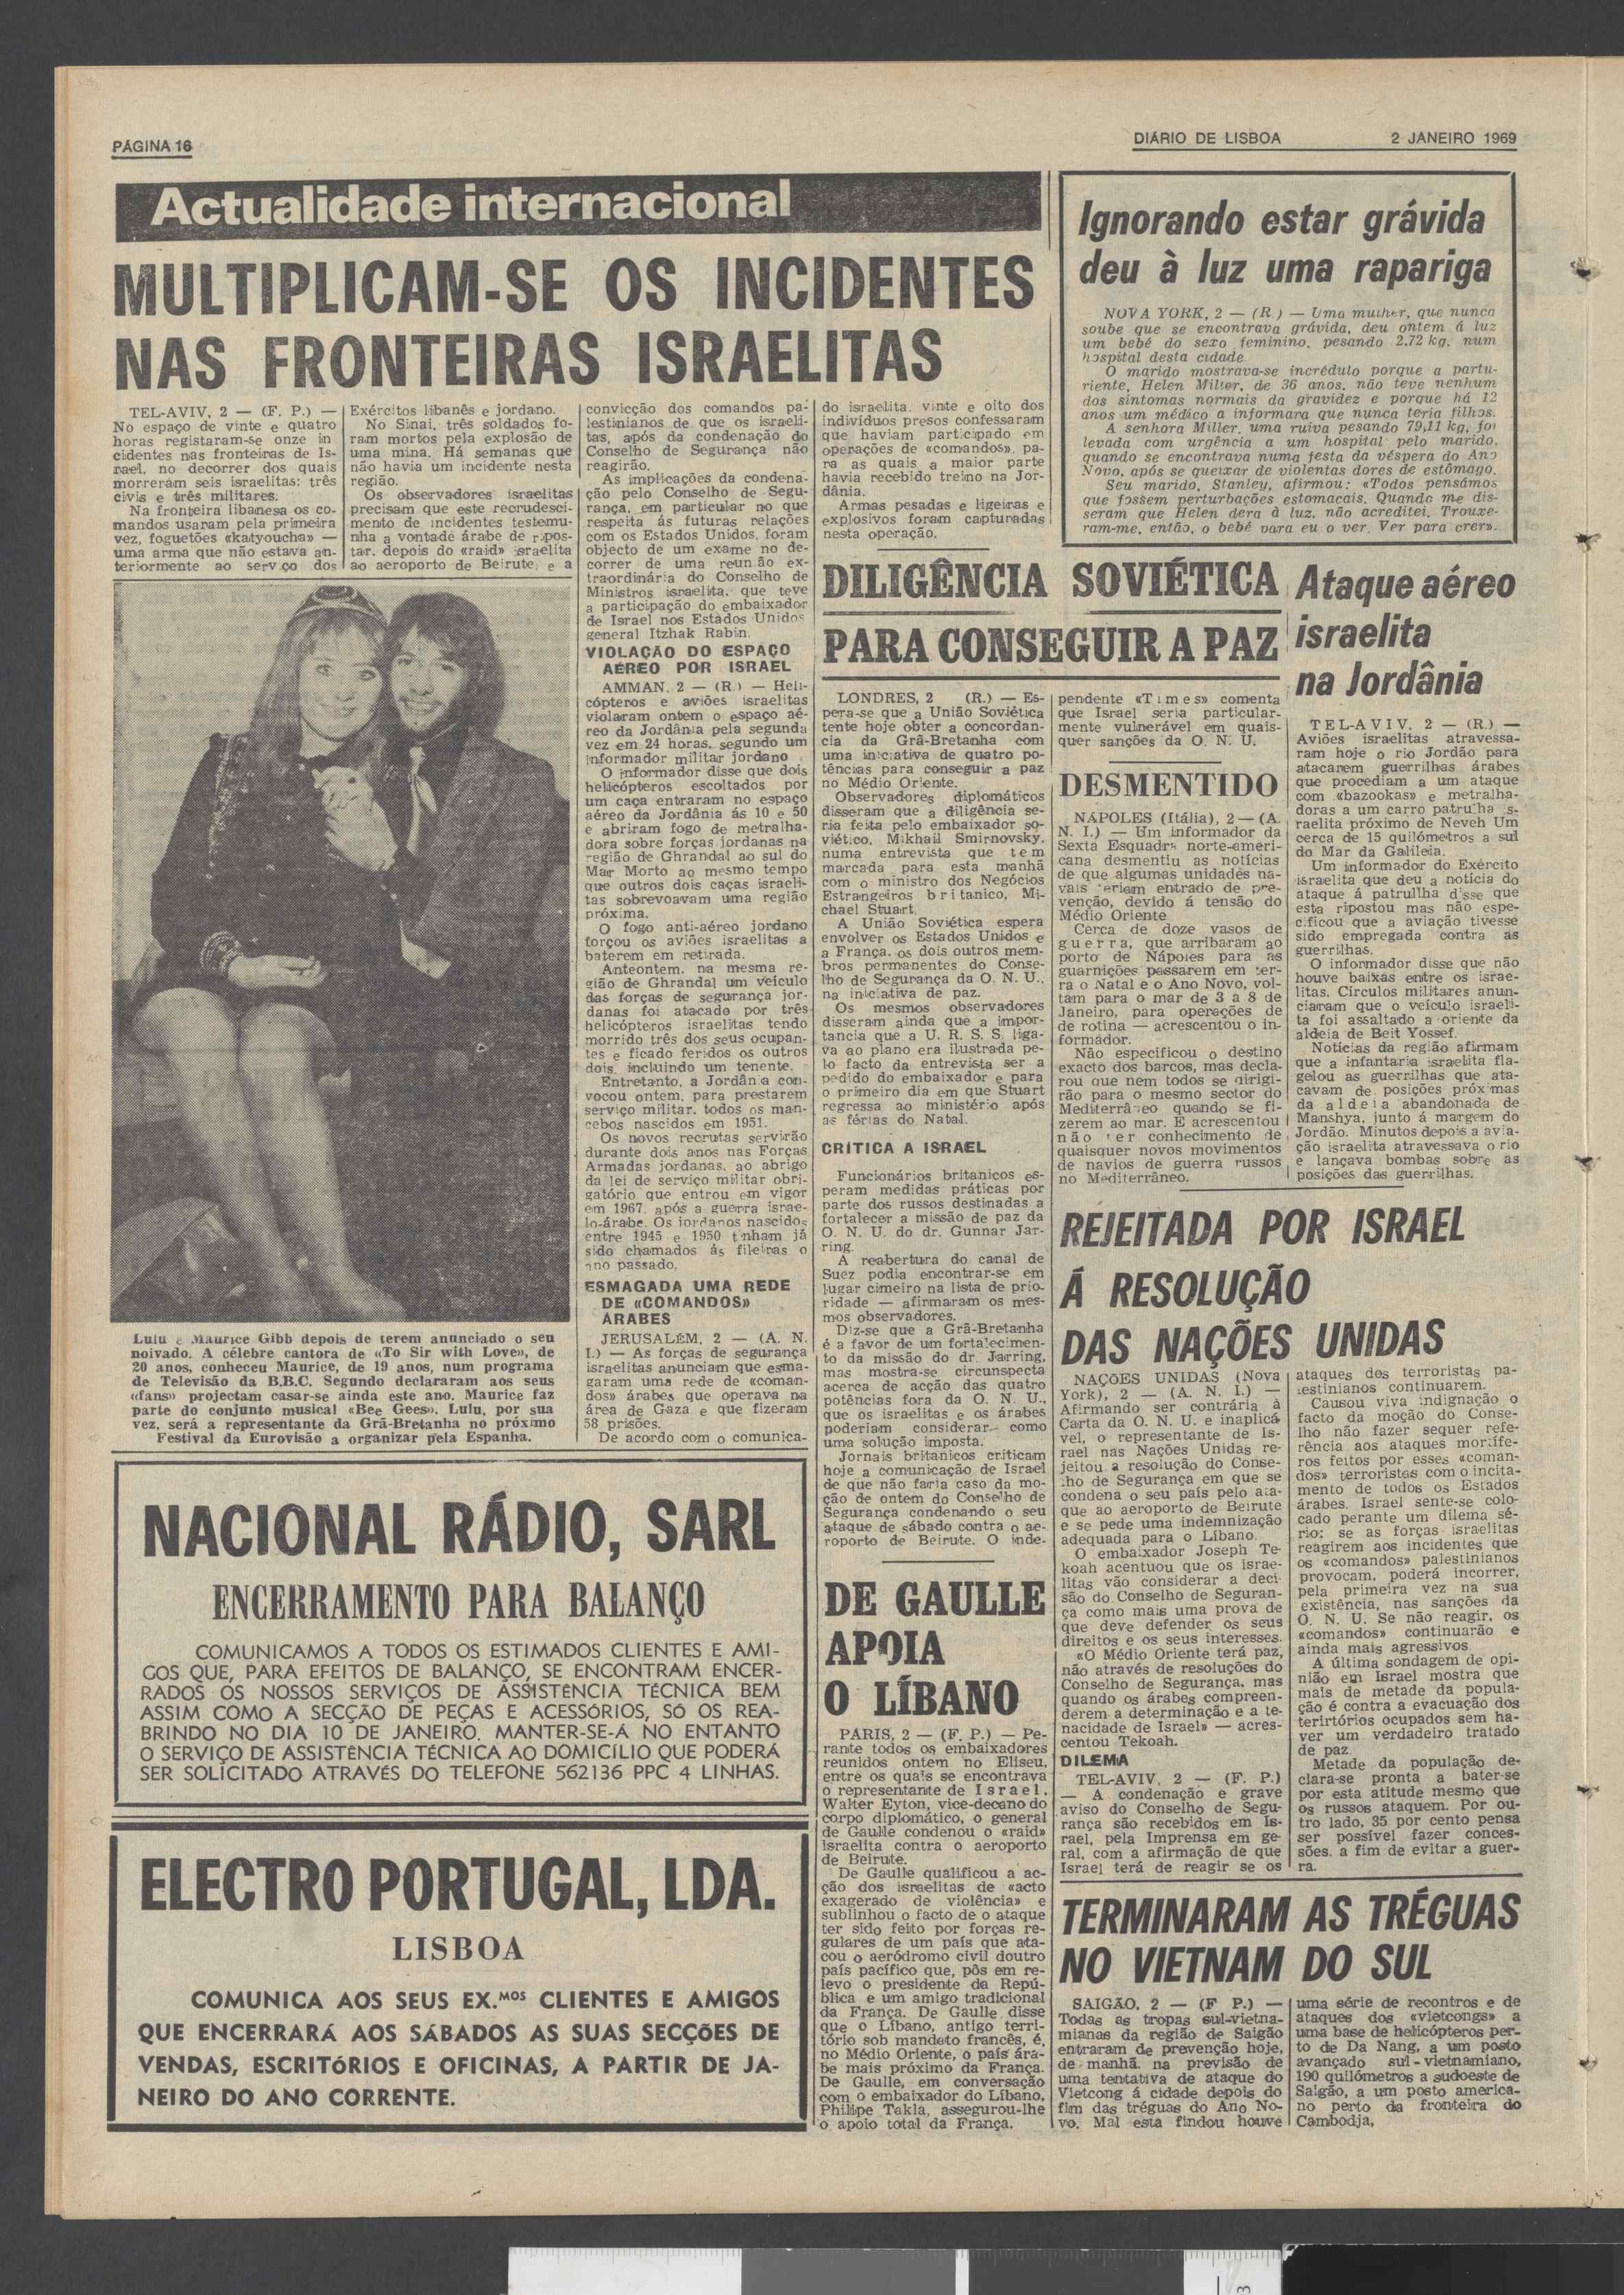 PÁGINA 16
DIÁRIO DE LISBOA 2 JANEIRO 1969
Actualidade internacional
MULTIPLICAM-SE OS INCIDENTES
NAS FRONTEIRAS ISRAELITAS
TEL-AVIV, 2 — (F. P.) —
No espaço de vinte e quatro
horas registaram-se onze in
cidentes nas fronteiras de Is-
rael, no decorrer dos quais
morreram seis israelitas: três
civis e três militares.
Na fronteira libanesa os co-
mandos usaram pela primeira
vez, foguetões «katyoucha» —
uma arma que não estava an-
teriormente ao serv ço dos
Exércitos libanês e jordano.
No Sinai, três soldados fo-
ram mortos pela explosão de
uma mina. Há semanas que
não havia um incidente nesta
região.
Os observadores israelitas
precisam que este recrudesci-
mento de incidentes testemu-
nha a vontade árabe de ripos-
tar, depois do «raid» israelita
ao aeroporto de Beirute, e a
convicção dos comandos pa-
lestinianos de que os israeli-
tas, após da condenação do
Conselho de Segurança não
reagirão.
As implicações da condena-
ção pelo Conselho de Segu-
rança, em particular no que
respeita ás futuras relações
com os Estados Unidos, foram
objecto de um exame no de-
correr de uma reun.ão ex-
traordinária do Conselho de
Ministros israelita, que teve
a participação do embaixador
de Israel nos Estados Unidos
general Itzhak Rabin.
VIOLAÇÃO DO ESPAÇO
AÉREO POR ISRAEL
AMMAN, 2 — (R.) — Heli-
cópteros e aviões israelitas
violaram ontem o espaço aé-
reo da Jordânia pela segunda
vez em 24 horas, segundo um
informador militar jordano
O informador disse que dois
helicópteros escoltados por
um caça entraram no espaço
aéreo da Jordânia ás 10 e 50
e abriram fogo de metralha-
dora sobre forças jordanas na
região de Ghrandal ao sul do
Mar Morto ao mesmo tempo
que outros dois caças israeli-
tas sobrevoavam uma região
próxima.
O fogo anti-aéreo jordano
forçou os aviões israelitas a
baterem em retirada.
Anteontem, na mesma re-
gião de Ghrandal um veículo
das forças de segurança jor-
danas foi atacado por três
helicópteros israelitas tendo
morrido três dos seus ocupan-
tes e ficado feridos os outros
dois, incluindo um tenente.
Entretanto, a Jordânia con-
vocou ontem, para prestarem
serviço militar, todos os man-
cebos nascidos em 1951.
Os novos recrutas servirão
durante dois anos nas Forças
Armadas jordanas, ao abrigo
da lei de serviço militar obri-
gatório que entrou em vigor
em 1967, após a guerra israe-
lo-árabe. Os jordanos nascidos
entre 1945 e 1950 tinham já
sido chamados ás fileiras o
ano passado.
ESMAGADA UMA REDE
DE «COMANDOS»
ÁRABES
JERUSALÉM, 2 — (A. N.
I.) — As forças de segurança
israelitas anunciam que esma-
garam uma rede de «coman-
dos» árabes que operava na
área de Gaza e que fizeram
58 prisões.
De acordo com o comunica-
do israelita, vinte e oito dos
indivíduos presos confessaram
que haviam participado em
operações de «comandos», pa-
ra as quais a maior parte
havia recebido treino na Jor-
dânia.
Armas pesadas e ligeiras e
explosivos foram capturadas
nesta operação.
Lulu e Maurice Gibb depois de terem anunciado o seu
noivado. A célebre cantora de «To Sir with Love», de
20 anos, conheceu Maurice, de 19 anos, num programa
de Televisão da B.B.C. Segundo declararam aos seus
«fans» projectam casar-se ainda este ano. Maurice faz
parte do conjunto musical «Bee Gees». Lulu, por sua
vez, será a representante da Grã-Bretanha no próximo
Festival da Eurovisão a organizar pela Espanha.
NACIONAL RÁDIO, SARL
ENCERRAMENTO PARA BALANÇO
COMUNICAMOS A TODOS OS ESTIMADOS CLIENTES E AMI-
GOS QUE, PARA EFEITOS DE BALANÇO, SE ENCONTRAM ENCER-
RADOS OS NOSSOS SERVIÇOS DE ASSISTÊNCIA TÉCNICA BEM
ASSIM COMO A SECÇÃO DE PEÇAS E ACESSÓRIOS, SÓ OS REA-
BRINDO NO DIA 10 DE JANEIRO. MANTER-SE-Á NO ENTANTO
O SERVIÇO DE ASSISTÊNCIA TÉCNICA AO DOMICÍLIO QUE PODERÁ
SER SOLICITADO ATRAVÉS DO TELEFONE 562136 PPC 4 LINHAS.
ELECTRO PORTUGAL, LDA.
LISBOA
COMUNICA AOS SEUS EX.MOS CLIENTES E AMIGOS
QUE ENCERRARÁ AOS SÁBADOS AS SUAS SECÇÕES DE
VENDAS, ESCRITÓRIOS E OFICINAS, A PARTIR DE JA-
NEIRO DO ANO CORRENTE.
Ignorando estar grávida
deu à luz uma rapariga
NOVA YORK, 2 — (R ) — Uma mulher, que nunca
soube que se encontrava grávida, deu ontem á luz
um bebé do sexo feminino, pesando 2.72 kg. num
hospital desta cidade.
O marido mostrava-se incrédulo porque a partu-
riente, Helen Miller, de 36 anos, não teve nenhum
dos sintomas normais da gravidez e porque há 12
anos um médico a informara que nunca teria filhos.
A senhora Miller, uma ruiva pesando 79,11 kg, foi
levada com urgência a um hospital pelo marido,
quando se encontrava numa festa da véspera do Ano
Novo, após se queixar de violentas dores de estômago.
Seu marido, Stanley, afirmou: «Todos pensámos
que fossem perturbações estomacais. Quando me dis-
seram que Helen dera à luz, não acreditei. Trouxe-
ram-me, então, o bebé para eu o ver. Ver para crer».
DILIGÊNCIA SOVIÉTICA
PARA CONSEGUIR A PAZ
LONDRES, 2 (R.) — Es-
pera-se que a União Soviética
tente hoje obter a concordan-
cia da Grã-Bretanha com
uma iniciativa de quatro po-
tências para conseguir a paz
no Médio Oriente.
Observadores diplomáticos
disseram que a diligência se-
ria feita pelo embaixador so-
viético, Mikhail Smirnovsky,
numa entrevista que tem
marcada para esta manhã
com o ministro dos Negócios
Estrangeiros britanico, Mi-
chael Stuart.
A União Soviética espera
envolver os Estados Unidos e
a França, os dois outros mem-
bros permanentes do Conse-
lho de Segurança da O. N. U.,
na iniciativa de paz.
Os mesmos observadores
disseram ainda que a impor-
tancia que a U. R. S. S. liga-
va ao plano era ilustrada pe-
lo facto da entrevista ser a
pedido do embaixador e para
o primeiro dia em que Stuart
regressa ao ministério após
as férias do Natal.
CRITICA A ISRAEL
Funcionários britanicos es-
peram medidas práticas por
parte dos russos destinadas a
fortalecer a missão de paz da
O. N. U. do dr. Gunnar Jar-
ring.
A reabertura do canal de
Suez podia encontrar-se em
lugar cimeiro na lista de prio-
ridade — afirmaram os mes-
mos observadores.
Diz-se que a Grã-Bretanha
é a favor de um fortalecimen-
to da missão do dr. Jarring,
mas mostra-se circunspecta
acerca de acção das quatro
potências fora da O. N. U.,
que os israelitas e os árabes
poderiam considerar como
uma solução imposta.
Jornais britanicos criticam
hoje a comunicação de Israel
de que não faria caso da mo-
ção de ontem do Conselho de
Segurança condenando o seu
ataque de sábado contra o ae-
roporto de Beirute. O inde-
pendente «Times» comenta
que Israel seria particular-
mente vulnerável em quais-
quer sanções da O. N. U.
DESMENTIDO
NÁPOLES (Itália), 2 — (A.
N. I.) — Um informador da
Sexta Esquadra norte-ameri-
cana desmentiu as notícias
de que algumas unidades na-
vais teriam entrado de pre-
venção, devido á tensão do
Médio Oriente
Cerca de doze vasos de
guerra, que arribaram ao
porto de Nápoles para as
guarnições passarem em ter-
ra o Natal e o Ano Novo, vol-
tam para o mar de 3 a 8 de
Janeiro, para operações de
de rotina — acrescentou o in-
formador.
Não especificou o destino
exacto dos barcos, mas decla-
rou que nem todos se dirigi-
rão para o mesmo sector do
Mediterrâneo quando se fi-
zerem ao mar. E acrescentou
não ter conhecimento de
quaisquer novos movimentos
de navios de guerra russos
no Mediterrâneo.
Ataque aéreo
israelita
na Jordânia
TEL-AVIV, 2 — (R.) —
Aviões israelitas atravessa-
ram hoje o rio Jordão para
atacarem guerrilhas árabes
que procediam a um ataque
com «bazookas» e metralha-
doras a um carro patrulha is-
raelita próximo de Neveh Um
cerca de 15 quilómetros a sul
do Mar da Galileia.
Um informador do Exército
israelita que deu a notícia do
ataque á patrullha disse que
esta ripostou mas não espe-
cificou que a aviação tivesse
sido empregada contra as
guerrilhas.
O informador disse que não
houve baixas entre os israe-
litas. Círculos militares anun-
ciaram que o veículo israeli-
ta foi assaltado a oriente da
aldeia de Beit Yossef.
Notícias da região afirmam
que a infantaria israelita fla-
gelou as guerrilhas que ata-
cavam de posições próximas
da aldeia abandonada de
Manshya, junto á margem do
Jordão. Minutos depois a avia-
ção israelita atravessava o rio
e lançava bombas sobre as
posições das guerrilhas.
REJEITADA POR ISRAEL
Á RESOLUÇÃO
DAS NAÇÕES UNIDAS
NAÇÕES UNIDAS (Nova
York), 2 — (A. N. I.) —
Afirmando ser contrária à
Carta da O. N. U. e inaplicá
vel, o representante de Is-
rael nas Nações Unidas re-
jeitou a resolução do Conse-
lho de Segurança em que se
condena o seu país pelo ata-
que ao aeroporto de Beirute
e se pede uma indemnização
adequada para o Líbano.
O embaixador Joseph Te-
koah acentuou que os israe-
litas vão considerar a deci-
são do Conselho de Seguran-
ça como mais uma prova de
que deve defender os seus
direitos e os seus interesses.
«O Médio Oriente terá paz,
não através de resoluções do
Conselho de Segurança, mas
quando os árabes compreen-
derem a determinação e a te-
nacidade de Israel» — acres-
centou Tekoah.
DILEMA
TEL-AVIV, 2 — (F. P.)
— A condenação e grave
aviso do Conselho de Segu-
rança são recebidos em Is-
rael, pela Imprensa em ge-
ral, com a afirmação de que
Israel terá de reagir se os
ataques dos terroristas pa-
lestinianos continuarem.
Causou viva indignação o
facto da moção do Conse-
lho não fazer sequer refe-
rência aos ataques mortífe-
ros feitos por esses «coman-
dos» terroristas com o incita-
mento de todos os Estados
árabes. Israel sente-se colo-
cado perante um dilema sé-
rio: se as forças israelitas
reagirem aos incidentes que
os «comandos» palestinianos
provocam, poderá incorrer,
pela primeira vez na sua
existência, nas sanções da
O. N. U. Se não reagir, os
«comandos» continuarão e
ainda mais agressivos.
A última sondagem de opi-
nião em Israel mostra que
mais de metade da popula-
ção é contra a evacuação dos
terirtórios ocupados sem ha-
ver um verdadeiro tratado
de paz
Metade da população de-
clara-se pronta a bater-se
por esta atitude mesmo que
os russos ataquem. Por ou-
tro lado, 35 por cento pensa
ser possível fazer conces-
sões, a fim de evitar a guer-
ra.
DE GAULLE
APOIA
O LÍBANO
PARIS, 2 — (F. P.) — Pe-
rante todos os embaixadores
reunidos ontem no Eliseu,
entre os quais se encontrava
o representante de Israel,
Walter Eyton, vice-decano do
corpo diplomático, o general
de Gaulle condenou o «raid»
israelita contra o aeroporto
de Beirute.
De Gaulle qualificou a ac-
ção dos israelitas de «acto
exagerado de violência» e
sublinhou o facto de o ataque
ter sido feito por forças re-
gulares de um país que ata-
cou o aeródromo civil doutro
país pacífico que, pôs em re-
levo o presidente da Repú-
blica e um amigo tradicional
da França. De Gaulle disse
que o Líbano, antigo terri-
tório sob mandeto francês, é,
no Médio Oriente, o país ára-
be mais próximo da França.
De Gaulle, em conversação
com o embaixador do Líbano,
Philipe Takla, assegurou-lhe
o apoio total da França.
TERMINARAM AS TRÉGUAS
NO VIETNAM DO SUL
SAIGÃO, 2 — (F P.) —
Todas as tropas sul-vietna-
mianas da região de Saigão
entraram de prevenção hoje,
de manhã, na previsão de
uma tentativa de ataque do
Vietcong á cidade depois do
fim das tréguas do Ano No-
vo. Mal esta findou houve
uma série de recontros e de
ataques dos «vietcongs» a
uma base de helicópteros per-
to de Da Nang, a um posto
avançado sul-vietnamiano,
190 quilómetros a sudoeste de
Saigão, a um posto america-
no perto da fronteira do
Cambodja,
3